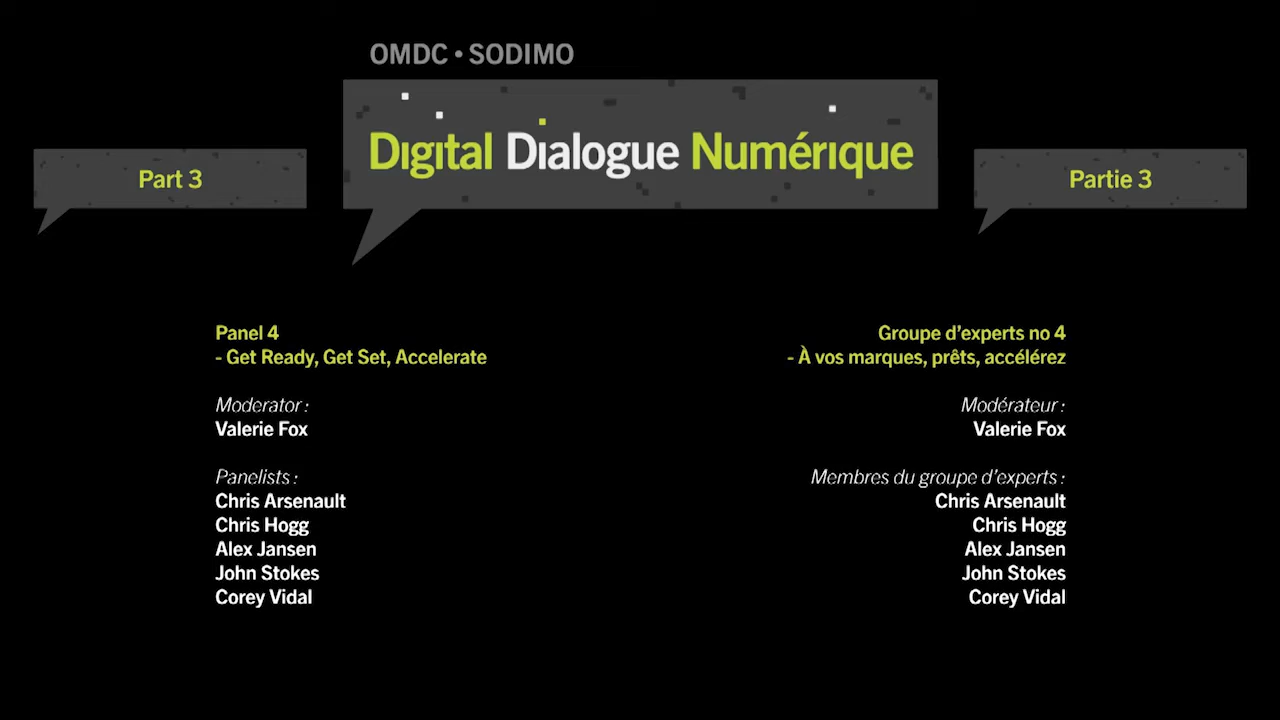 OMDC • SODIMO
Digital Dialogue Numérique
Part 3
Partie 3
Panel 4
- Get Ready, Get Set, Accelerate
Moderator :
Valerie Fox
Panelists :
Chris Arsenault
Chris Hogg
Alex Jansen
John Stokes
Corey Vidal
Groupe d’experts no 4
- À vos marques, prêts, accélérez
Modérateur :
Valerie Fox
Membres du groupe d’experts :
Chris Arsenault
Chris Hogg
Alex Jansen
John Stokes
Corey Vidal